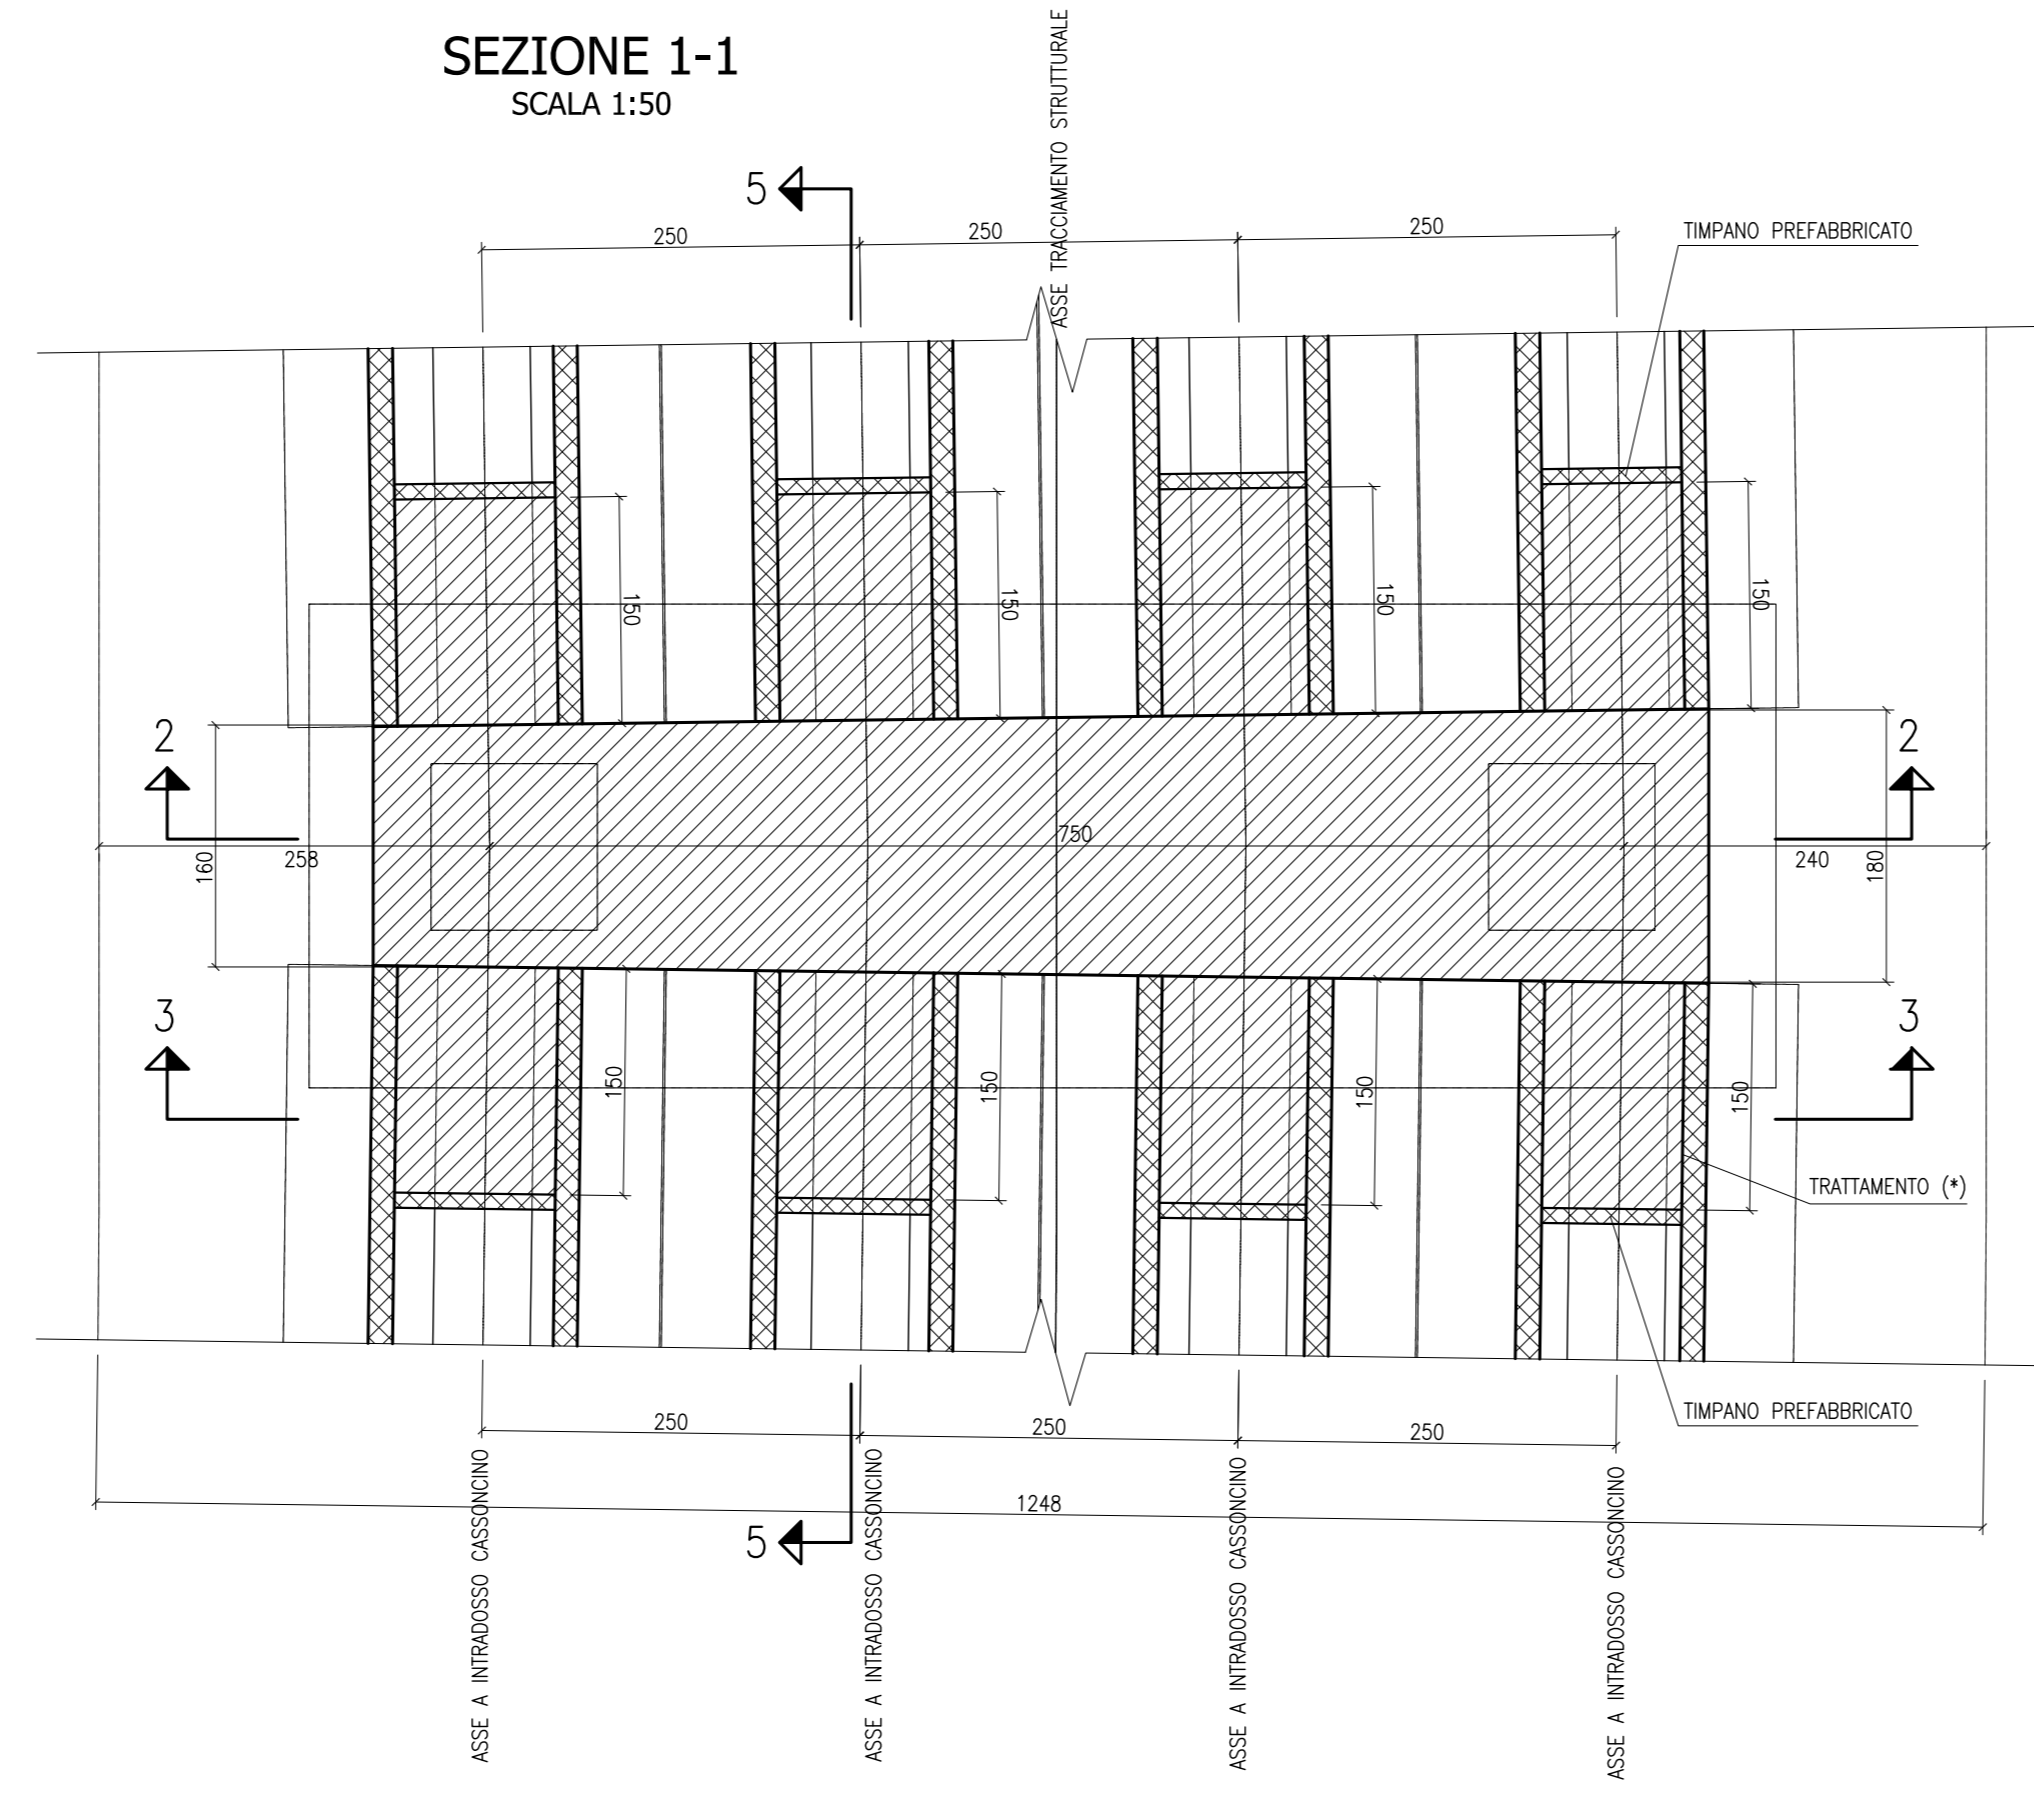 SEZIONE 1-1
SCALA 1:50
ASSE TRACCIAMENTO STRUTTURALE
5
250
250
250
TIMPANO PREFABBRICATO
150
150
150
150
2
2
750
160
258
240
180
3
3
150
150
150
150
TRATTAMENTO (*)
TIMPANO PREFABBRICATO
250
250
250
1248
5
ASSE A INTRADOSSO CASSONCINO
ASSE A INTRADOSSO CASSONCINO
ASSE A INTRADOSSO CASSONCINO
ASSE A INTRADOSSO CASSONCINO